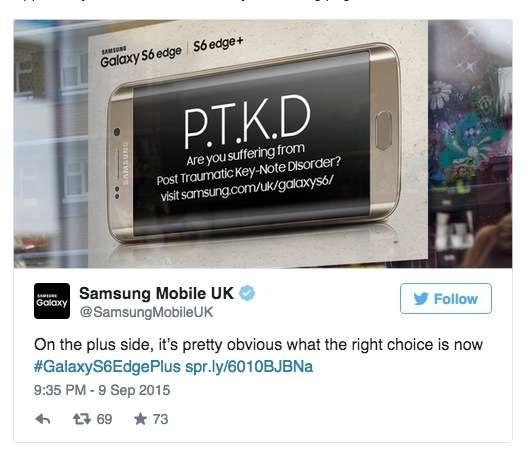 SAMSUNG
Galaxy S6 edge | S6 edge+
SAMSUNG
P.T.K.D
Are you suffering from
Post Traumatic Key-Note Disorder?
visit samsung.com/uk/galaxys6/
SAMSUNG
Galaxy
Samsung Mobile UK
@SamsungMobileUK
Follow
On the plus side, it's pretty obvious what the right choice is now
#GalaxyS6EdgePlus spr.ly/6010BJBNa
9:35 PM - 9 Sep 2015
69 73